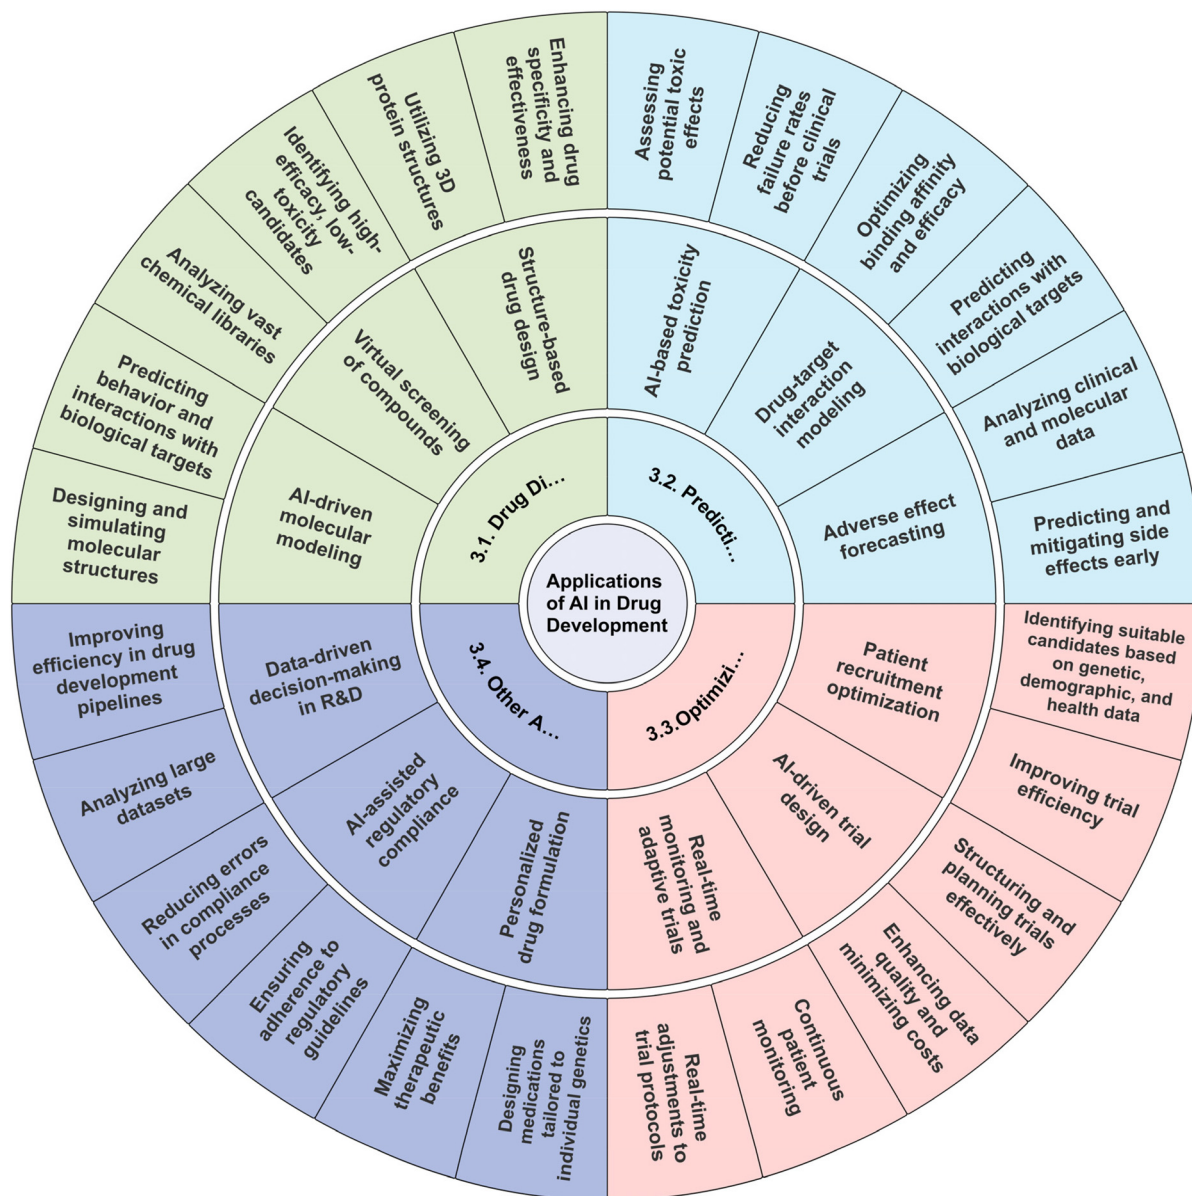 Applications
of AI in Drug
Development
3.1. Drug Di...
Structure-based
drug design
Enhancing drug
specificity and
effectiveness
Utilizing 3D
protein structures
Virtual screening
of compounds
Identifying high-
efficacy, low-
toxicity
candidates
Analyzing vast
chemical libraries
AI-driven
molecular
modeling
Predicting
behavior and
interactions with
biological targets
Designing and
simulating
molecular
structures
3.2. Predicti...
AI-based toxicity
prediction
Assessing
potential toxic
effects
Reducing
failure rates
before clinical
trials
Drug-target
interaction
modeling
Optimizing
binding affinity
and efficacy
Predicting
interactions with
biological targets
Adverse effect
forecasting
Analyzing clinical
and molecular
data
Predicting and
mitigating side
effects early
3.3.Optimizi...
Patient
recruitment
optimization
Identifying suitable
candidates based
on genetic,
demographic, and
health data
Improving trial
efficiency
AI-driven trial
design
Structuring and
planning trials
effectively
Enhancing data
quality and
minimizing costs
Real-time
monitoring and
adaptive trials
Continuous
patient
monitoring
Real-time
adjustments to
trial protocols
3.4. Other A...
Personalized
drug formulation
Designing
medications
tailored to
individual genetics
Maximizing
therapeutic
benefits
AI-assisted
regulatory
compliance
Ensuring
adherence to
regulatory
guidelines
Reducing errors
in compliance
processes
Data-driven
decision-making
in R&D
Analyzing large
datasets
Improving
efficiency in drug
development
pipelines